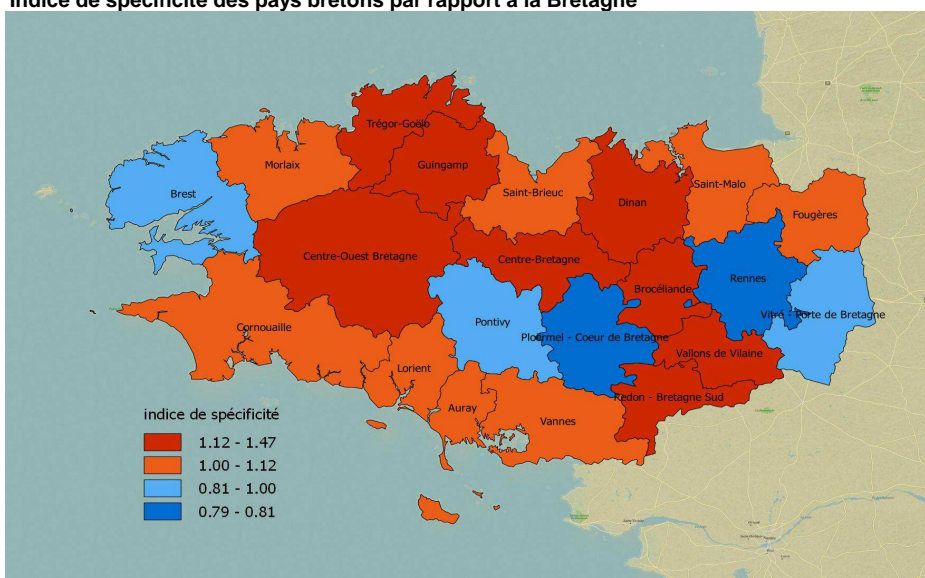 Indice de spécificité des pays bretons par rapport à la Bretagne
Trégor-Goëlo
Morlaix
Guingamp
Saint-Brieuc
Saint-Malo
Brest
Dinan
Fougères
Centre-Ouest Bretagne
Centre-Bretagne
Rennes
Brocéliande
Pontivy
Vitré - Porte de Bretagne
Cornouaille
Ploërmel - Coeur de Bretagne
Vallons de Vilaine
Lorient
Redon - Bretagne Sud
Auray
Vannes
indice de spécificité
1.12 - 1.47
1.00 - 1.12
0.81 - 1.00
0.79 - 0.81